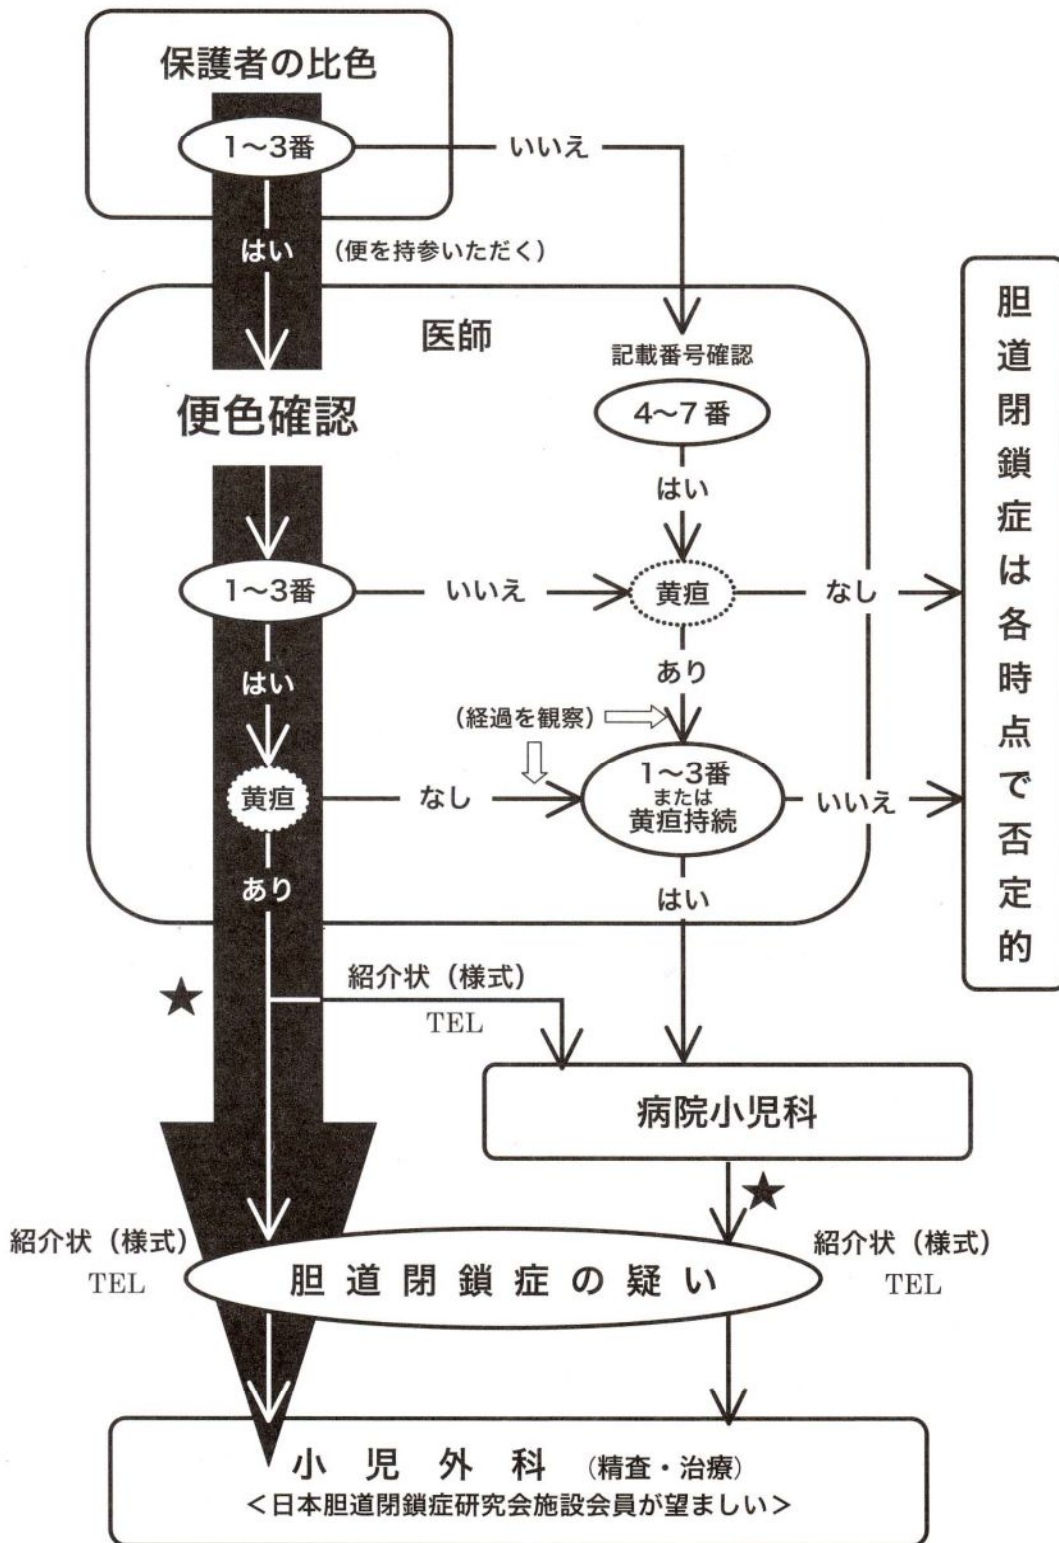 保護者の比色
1〜3番
いいえ
はい
(便を持参いただく)
医師
記載番号確認
便色確認
4〜7番
はい
1〜3番
いいえ
黄疸
なし
はい
あり
(経過を観察)
黄疸
なし
1〜3番
または
黄疸持続
いいえ
あり
はい
胆道閉鎖症は各時点で否定的
★
紹介状(様式)
TEL
病院小児科
★
紹介状(様式)
TEL
胆道閉鎖症の疑い
紹介状(様式)
TEL
小児外科(精査・治療)
<日本胆道閉鎖症研究会施設会員が望ましい>